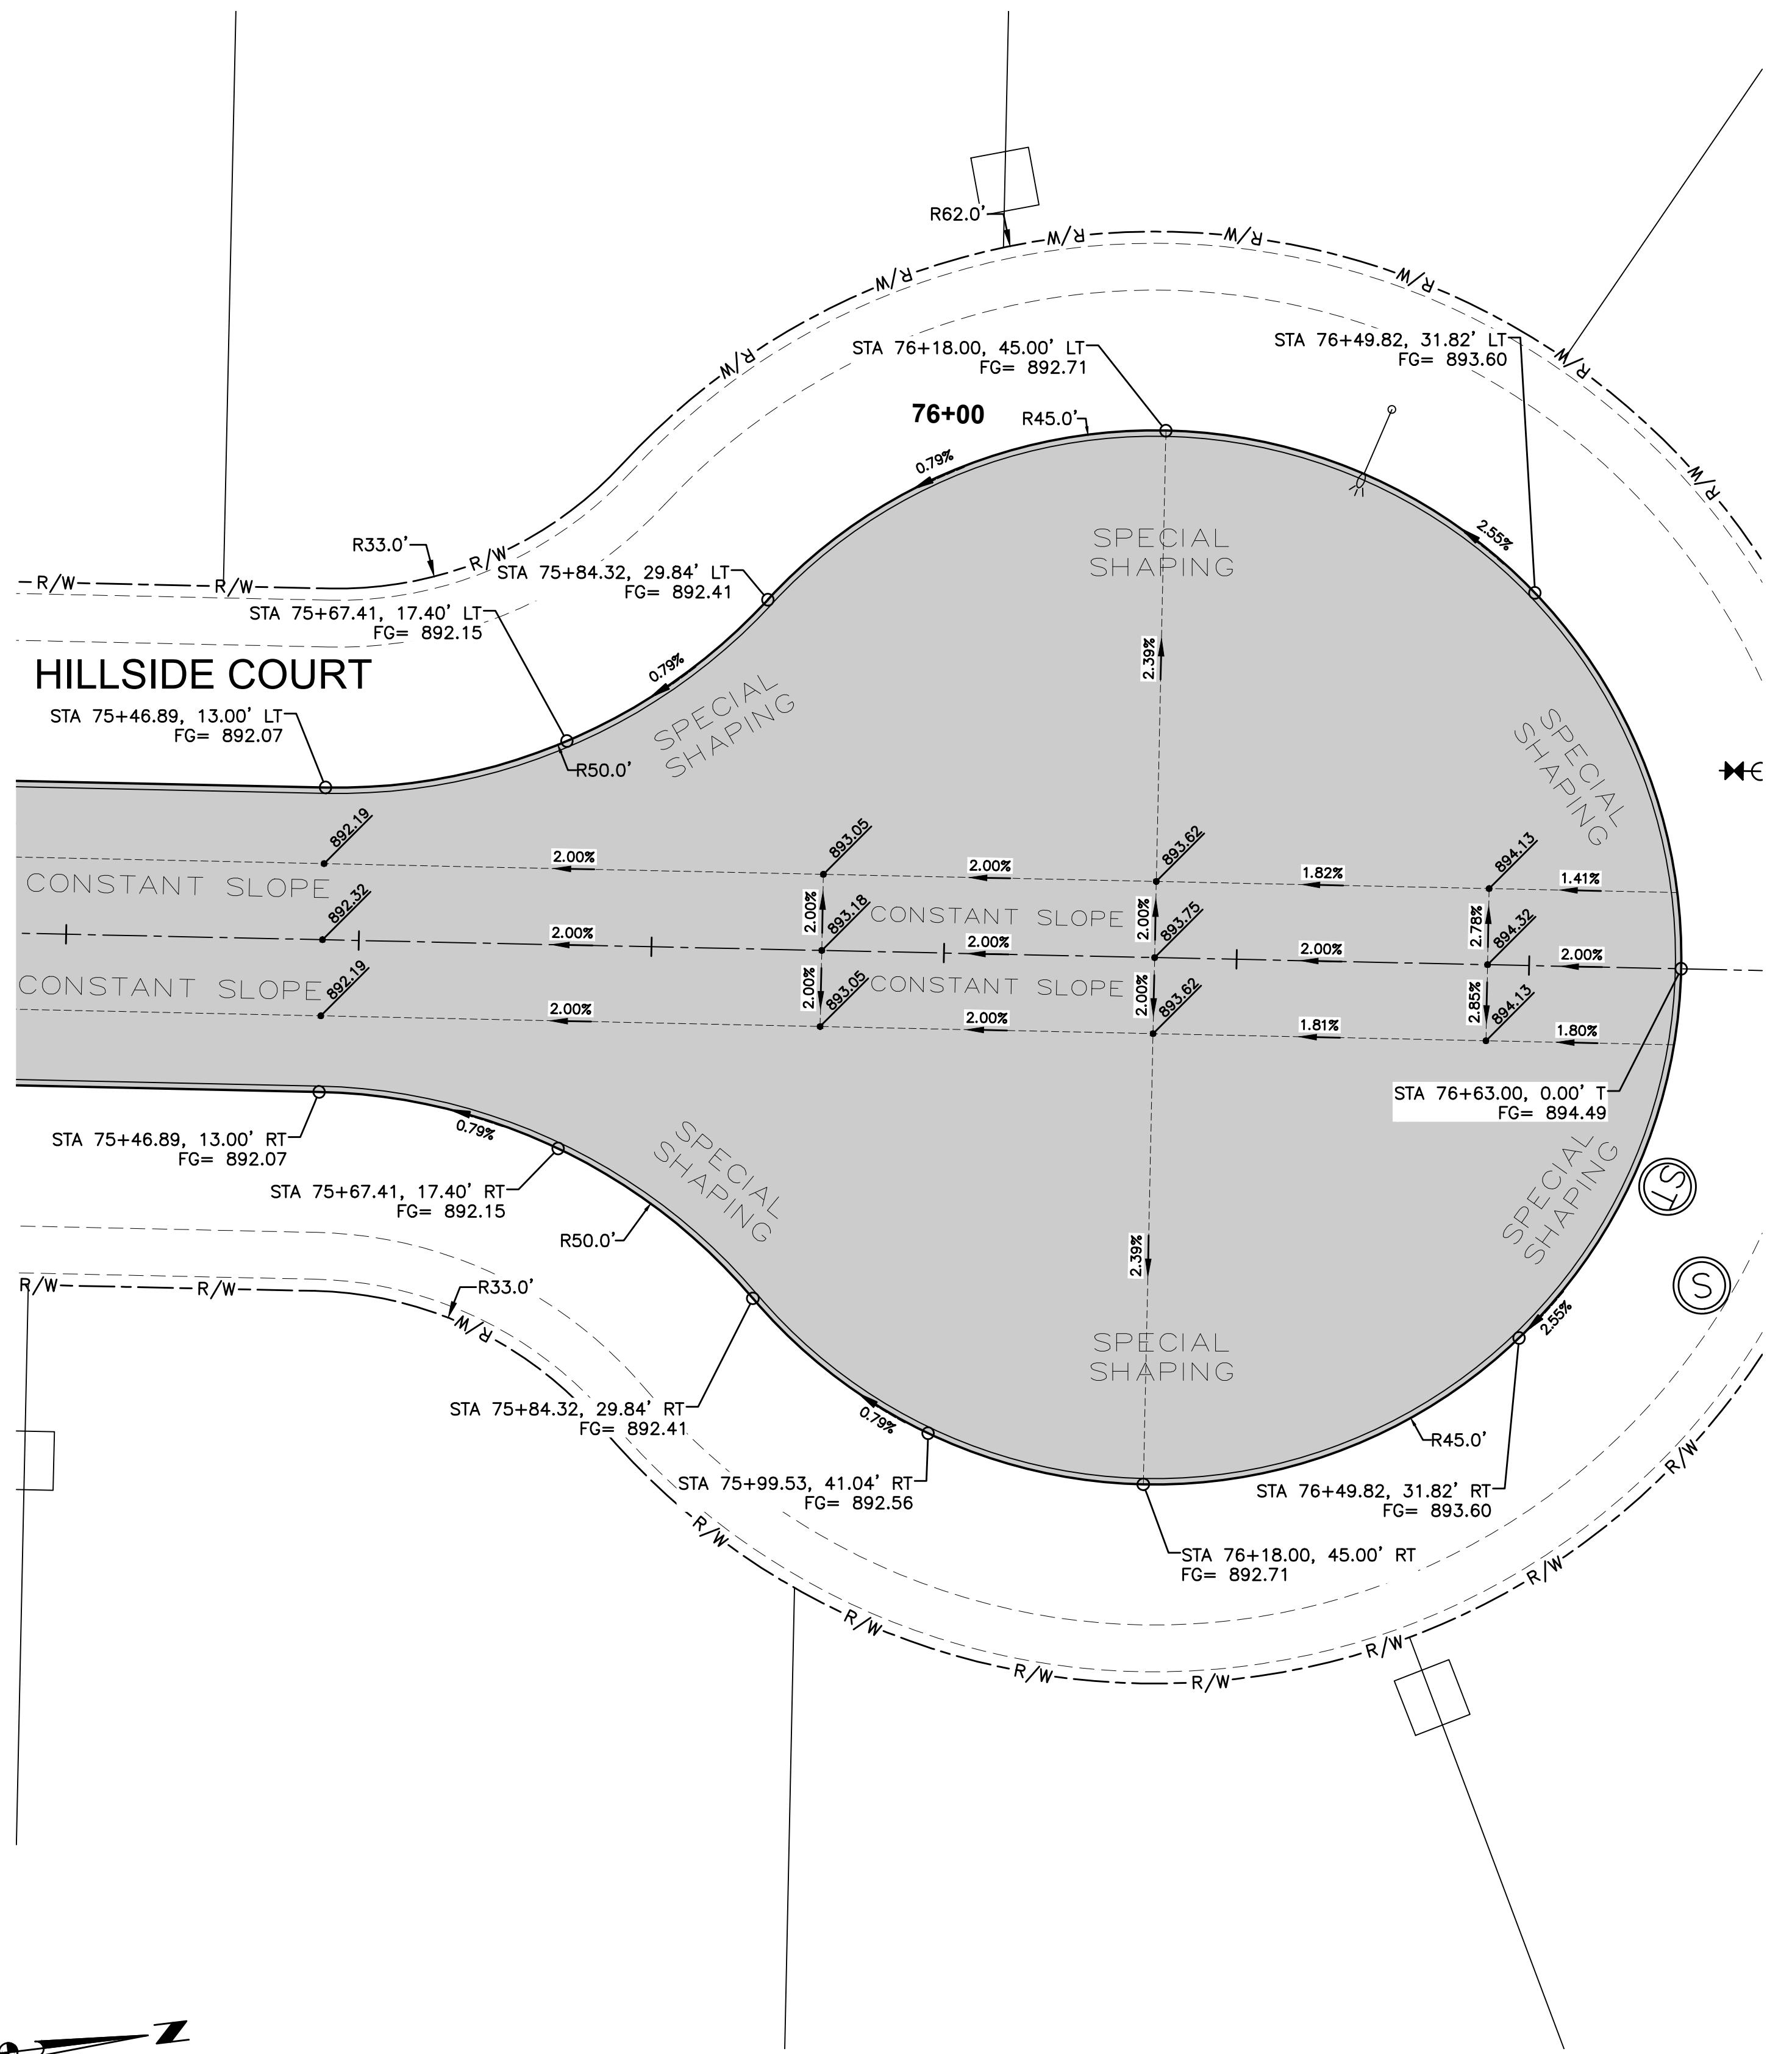 R62.0'
R/W
R/W
R/W
R/W
R/W
R/W
R/W
STA 76+18.00, 45.00' LT
FG= 892.71
STA 76+49.82, 31.82' LT
FG= 893.60
76+00
R45.0'
0.79%
2.55%
SPECIAL
SHAPING
R33.0'
R/W
R/W
R/W
STA 75+84.32, 29.84' LT
FG= 892.41
STA 75+67.41, 17.40' LT
FG= 892.15
0.79%
2.39%
HILLSIDE COURT
STA 75+46.89, 13.00' LT
FG= 892.07
SPECIAL
SHAPING
SPECIAL
SHAPING
R50.0'
892.19
893.05
893.62
894.13
2.00%
2.00%
1.82%
1.41%
CONSTANT SLOPE
892.32
2.00%
893.18
CONSTANT SLOPE
2.00%
893.75
2.78%
894.32
2.00%
2.00%
2.00%
2.00%
CONSTANT SLOPE
892.19
2.00%
893.05
CONSTANT SLOPE
893.62
2.85%
894.13
2.00%
2.00%
1.81%
1.80%
STA 76+63.00, 0.00' T
FG= 894.49
STA 75+46.89, 13.00' RT
FG= 892.07
0.79%
SPECIAL
SHAPING
SPECIAL
SHAPING
ST
STA 75+67.41, 17.40' RT
FG= 892.15
R50.0'
2.39%
S
R/W
R/W
R33.0'
R/W
2.55%
SPECIAL
SHAPING
STA 75+84.32, 29.84' RT
FG= 892.41
0.79%
R45.0'
R/W
STA 75+99.53, 41.04' RT
FG= 892.56
STA 76+49.82, 31.82' RT
FG= 893.60
R/W
STA 76+18.00, 45.00' RT
FG= 892.71
R/W
R/W
R/W
R/W
R/W
Z